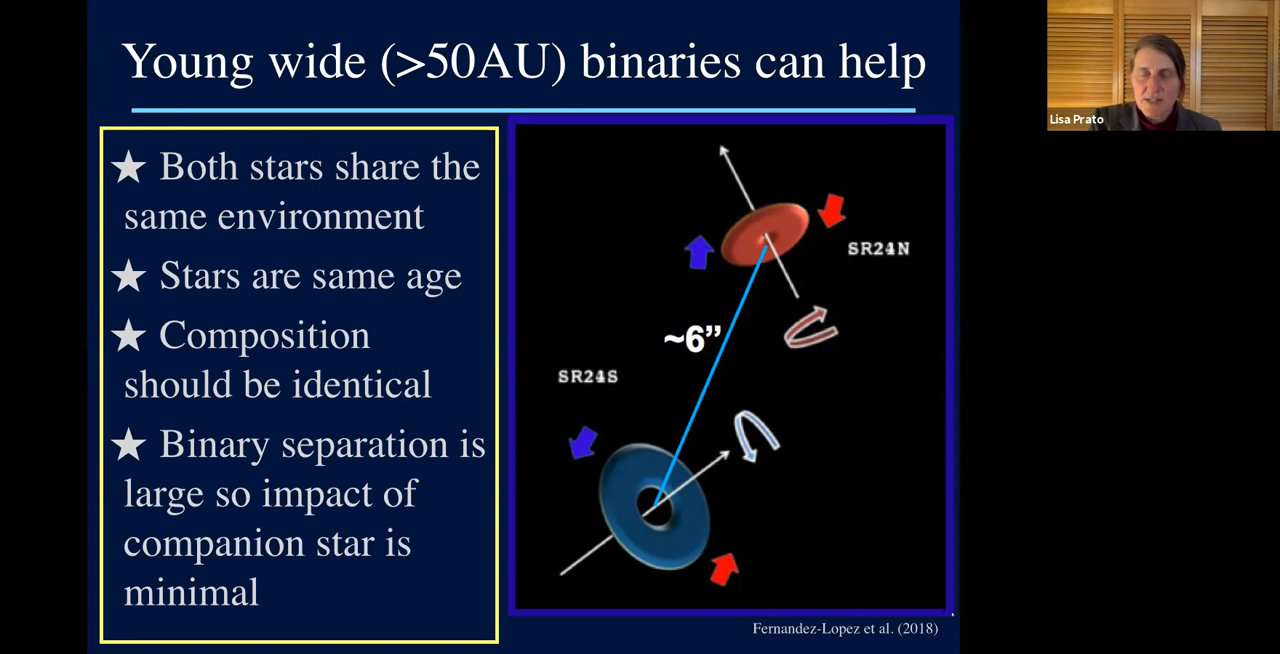 Young wide (>50AU) binaries can help
★ Both stars share the
same environment
★ Stars are same age
★ Composition
should be identical
★ Binary separation is
large so impact of
companion star is
minimal
SR24N
~6”
SR24S
Fernandez-Lopez et al. (2018)
Lisa Prato